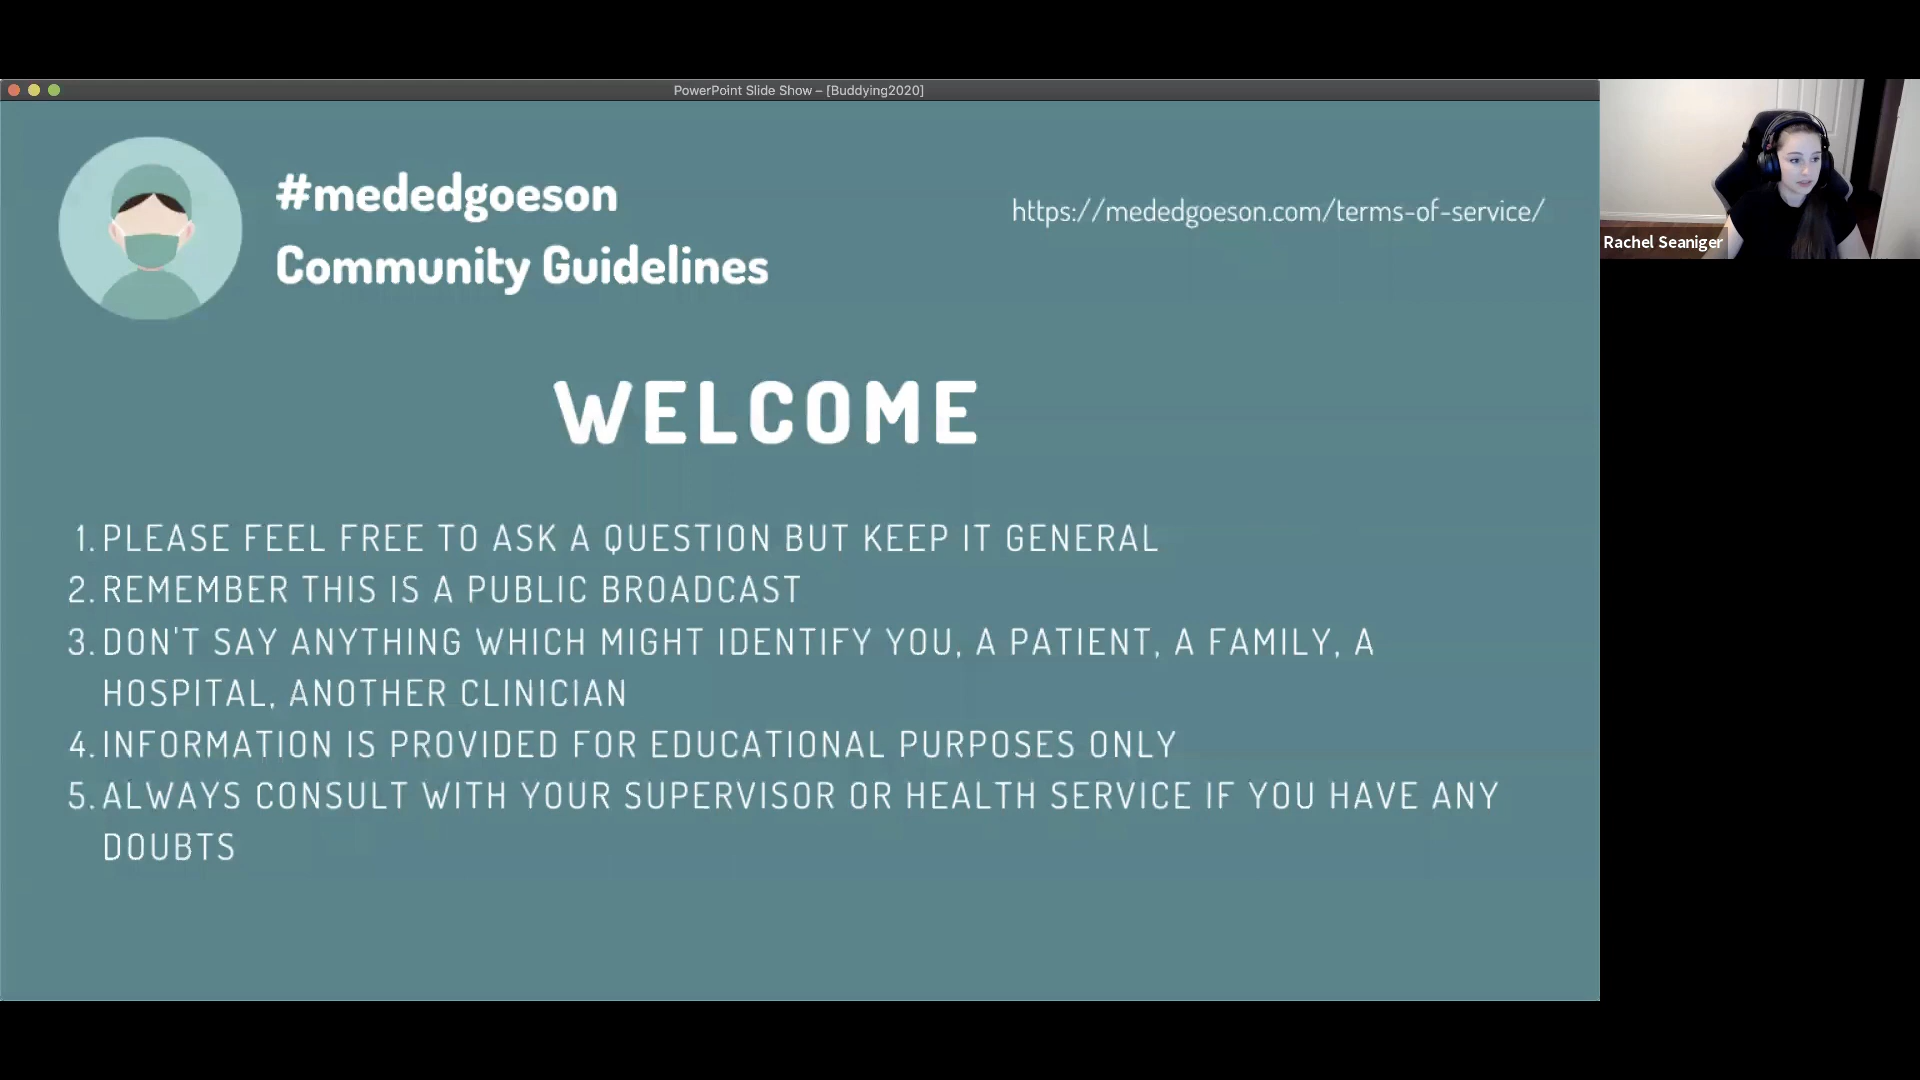 PowerPoint Slide Show – [Buddying2020]
#mededgoeson
Community Guidelines
https://mededgoeson.com/terms-of-service/
Rachel Seaniger
WELCOME
1. PLEASE FEEL FREE TO ASK A QUESTION BUT KEEP IT GENERAL
2. REMEMBER THIS IS A PUBLIC BROADCAST
3. DON'T SAY ANYTHING WHICH MIGHT IDENTIFY YOU, A PATIENT, A FAMILY, A
HOSPITAL, ANOTHER CLINICIAN
4. INFORMATION IS PROVIDED FOR EDUCATIONAL PURPOSES ONLY
5. ALWAYS CONSULT WITH YOUR SUPERVISOR OR HEALTH SERVICE IF YOU HAVE ANY
DOUBTS